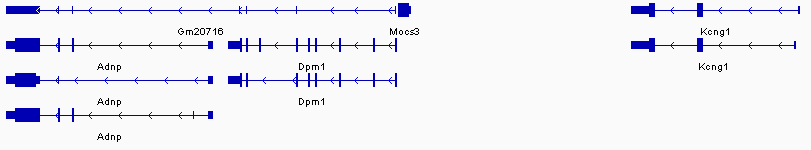 Gm20716 Mocs3 Kcng1
Adnp Dpm1 Kcng1
Adnp Dpm1
Adnp